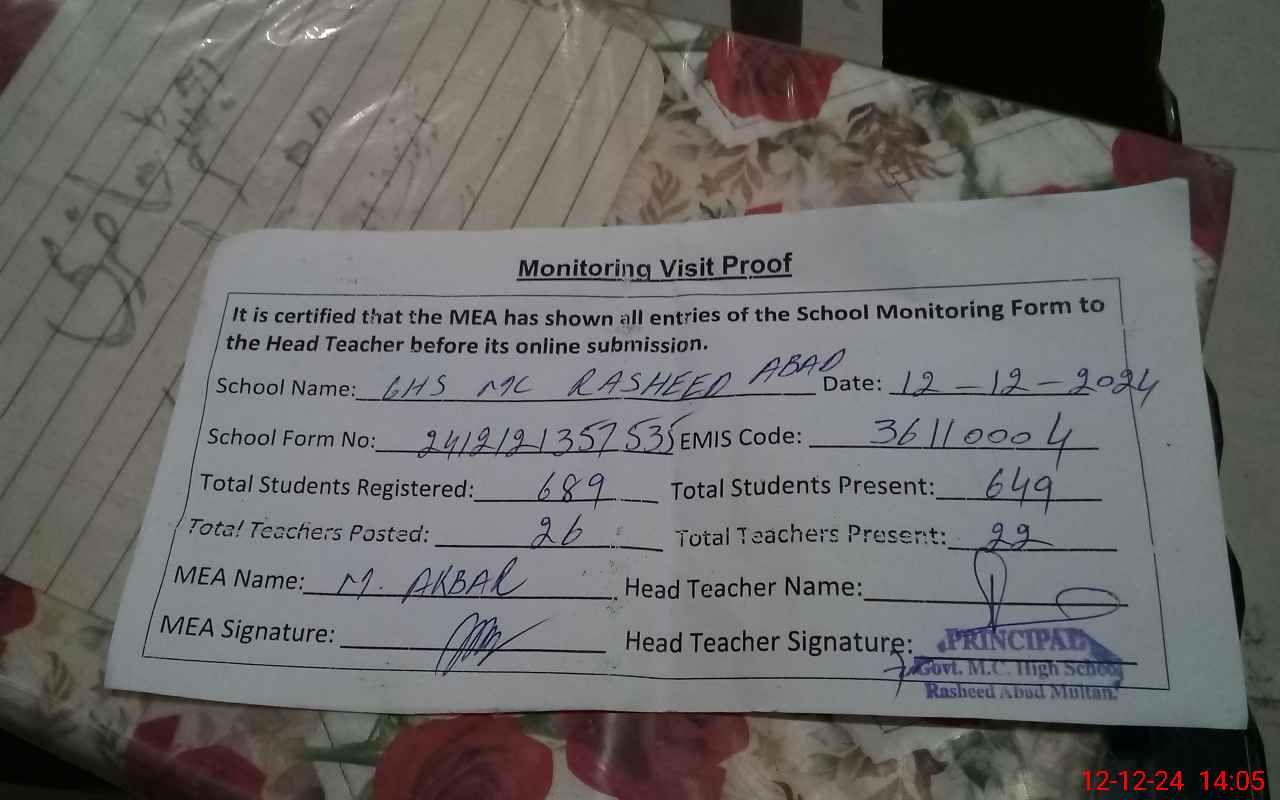 Monitoring Visit Proof
It is certified that the MEA has shown all entries of the School Monitoring Form to
the Head Teacher before its online submission.
School Name: GHS MC RASHEED ABAD Date: 12-12-2024
School Form No: 2412121357535 EMIS Code: 36110004
Total Students Registered: 689 Total Students Present: 649
Total Teachers Posted: 26 Total Teachers Present: 22
MEA Name: M. AKBAR Head Teacher Name:
MEA Signature: Head Teacher Signature:
PRINCIPAL
Govt. M.C. High School
Rasheed Abad Multan.
12-12-24 14:05